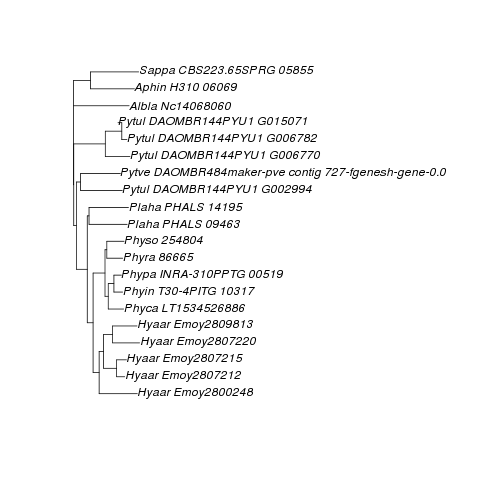 Sappa CBS223.65SPRG 05855
Aphin H310 06069
Albla Nc14068060
Pytul DAOMBR144PYU1 G015071
Pytul DAOMBR144PYU1 G006782
Pytul DAOMBR144PYU1 G006770
Pytve DAOMBR484maker-pve contig 727-fgenesh-gene-0.0
Pytul DAOMBR144PYU1 G002994
Plaha PHALS 14195
Plaha PHALS 09463
Physo 254804
Phyra 86665
Phypa INRA-310PPTG 00519
Phyin T30-4PITG 10317
Phyca LT1534526886
Hyaar Emoy2809813
Hyaar Emoy2807220
Hyaar Emoy2807215
Hyaar Emoy2807212
Hyaar Emoy2800248